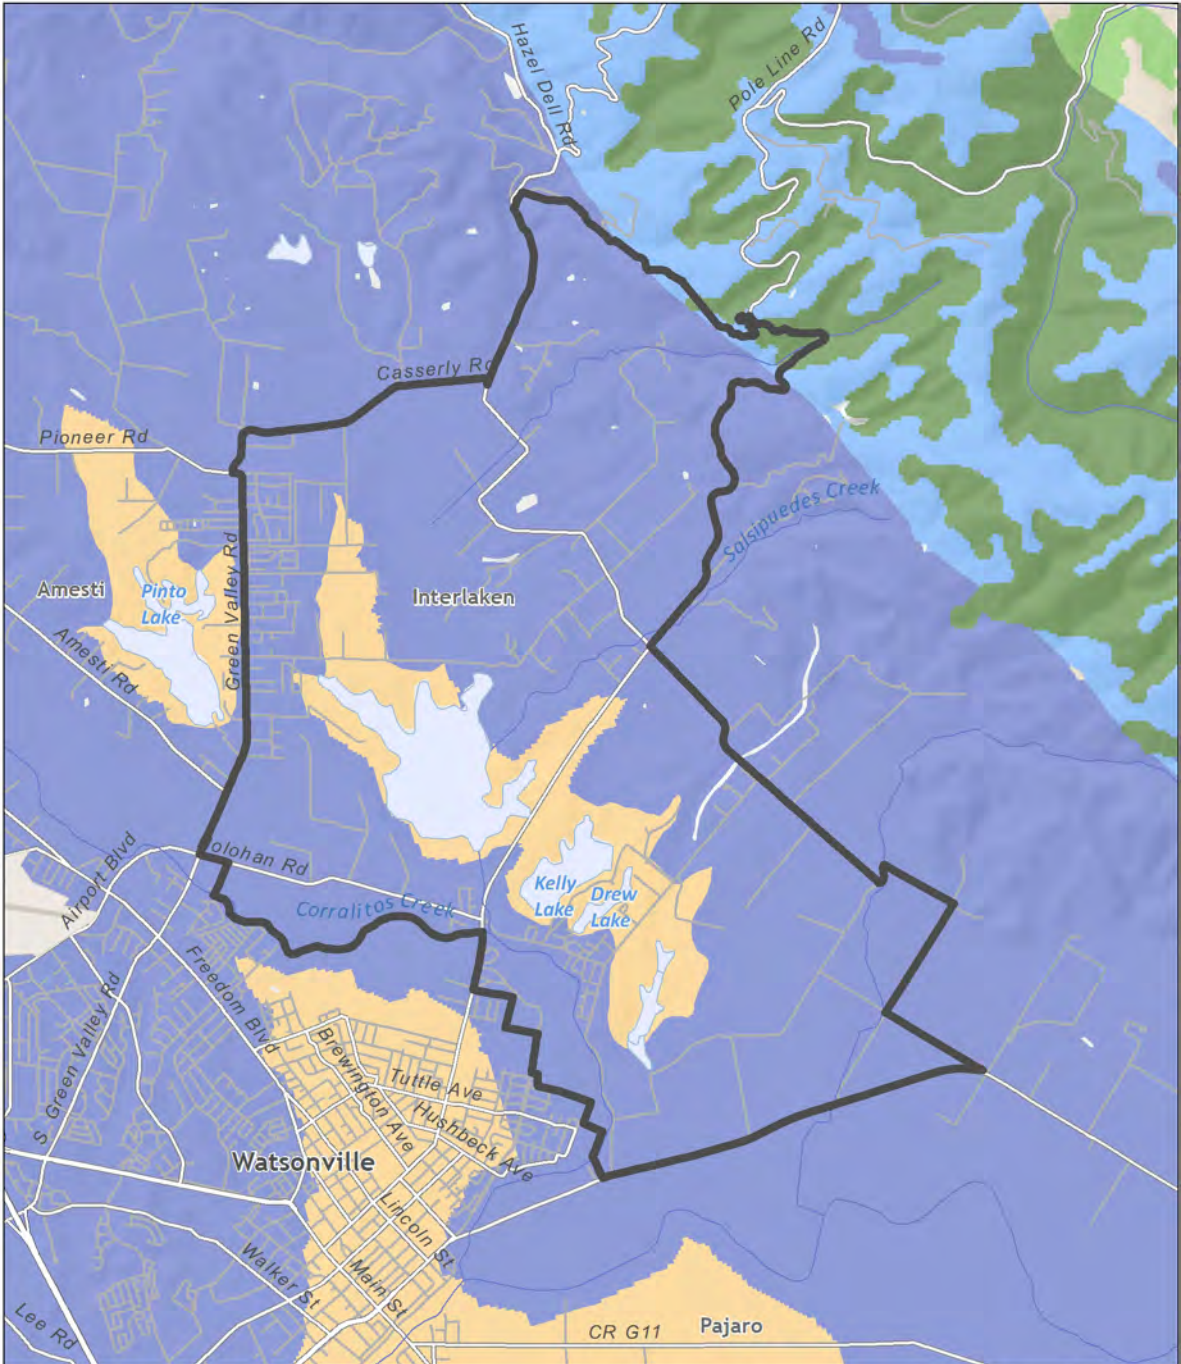 Hazel Dell Rd
Pole Line Rd
Casserly Rd
Pioneer Rd
Salsipuedes Creek
Green Valley Rd
Amesti
Pinto
Lake
Interlaken
Amesti Rd
Airport Blvd
olohan Rd
Kelly
Lake
Drew
Lake
Corralitos Creek
Freedom Blvd
S Green Valley Rd
Brewington Ave
Tuttle Ave
Hushbeck Ave
Watsonville
Lincoln St
Walker St
Main St
Lee Rd
CR G11
Pajaro